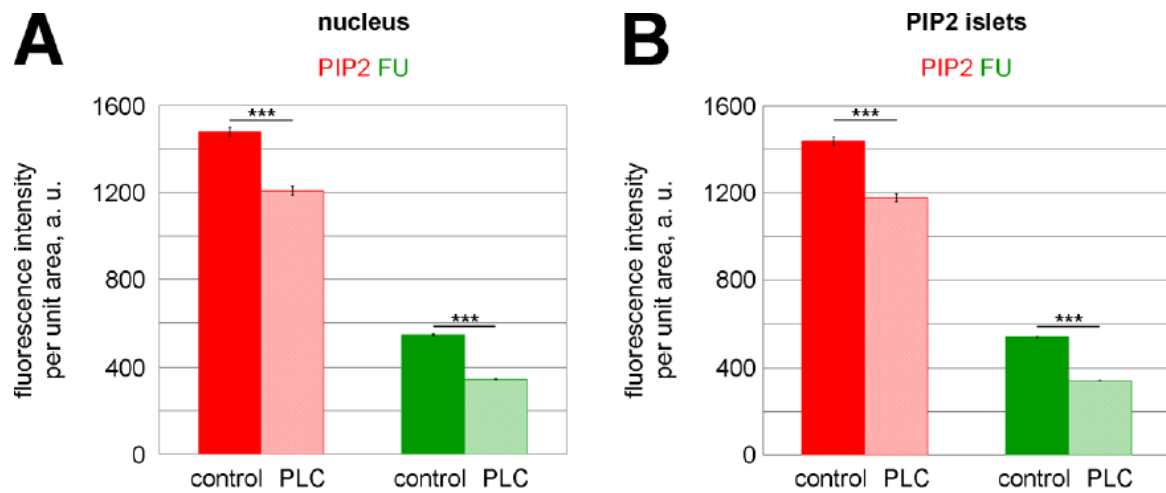 A
nucleus
PIP2 FU
fluorescence intensity
per unit area, a. u.
1600
1200
800
400
0
***
***
control PLC
control PLC
B
PIP2 islets
PIP2 FU
fluorescence intensity
per unit area, a. u.
1600
1200
800
400
0
***
***
control PLC
control PLC